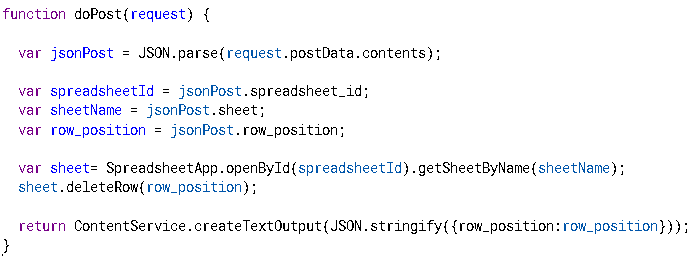 function doPost(request) {
var jsonPost = JSON.parse(request.postData.contents);
var spreadsheetId = jsonPost.spreadsheet_id;
var sheetName = jsonPost.sheet;
var row_position = jsonPost.row_position;
var sheet= SpreadsheetApp.openById(spreadsheetId).getSheetByName(sheetName);
sheet.deleteRow(row_position);
return ContentService.createTextOutput(JSON.stringify({row_position:row_position}));
}